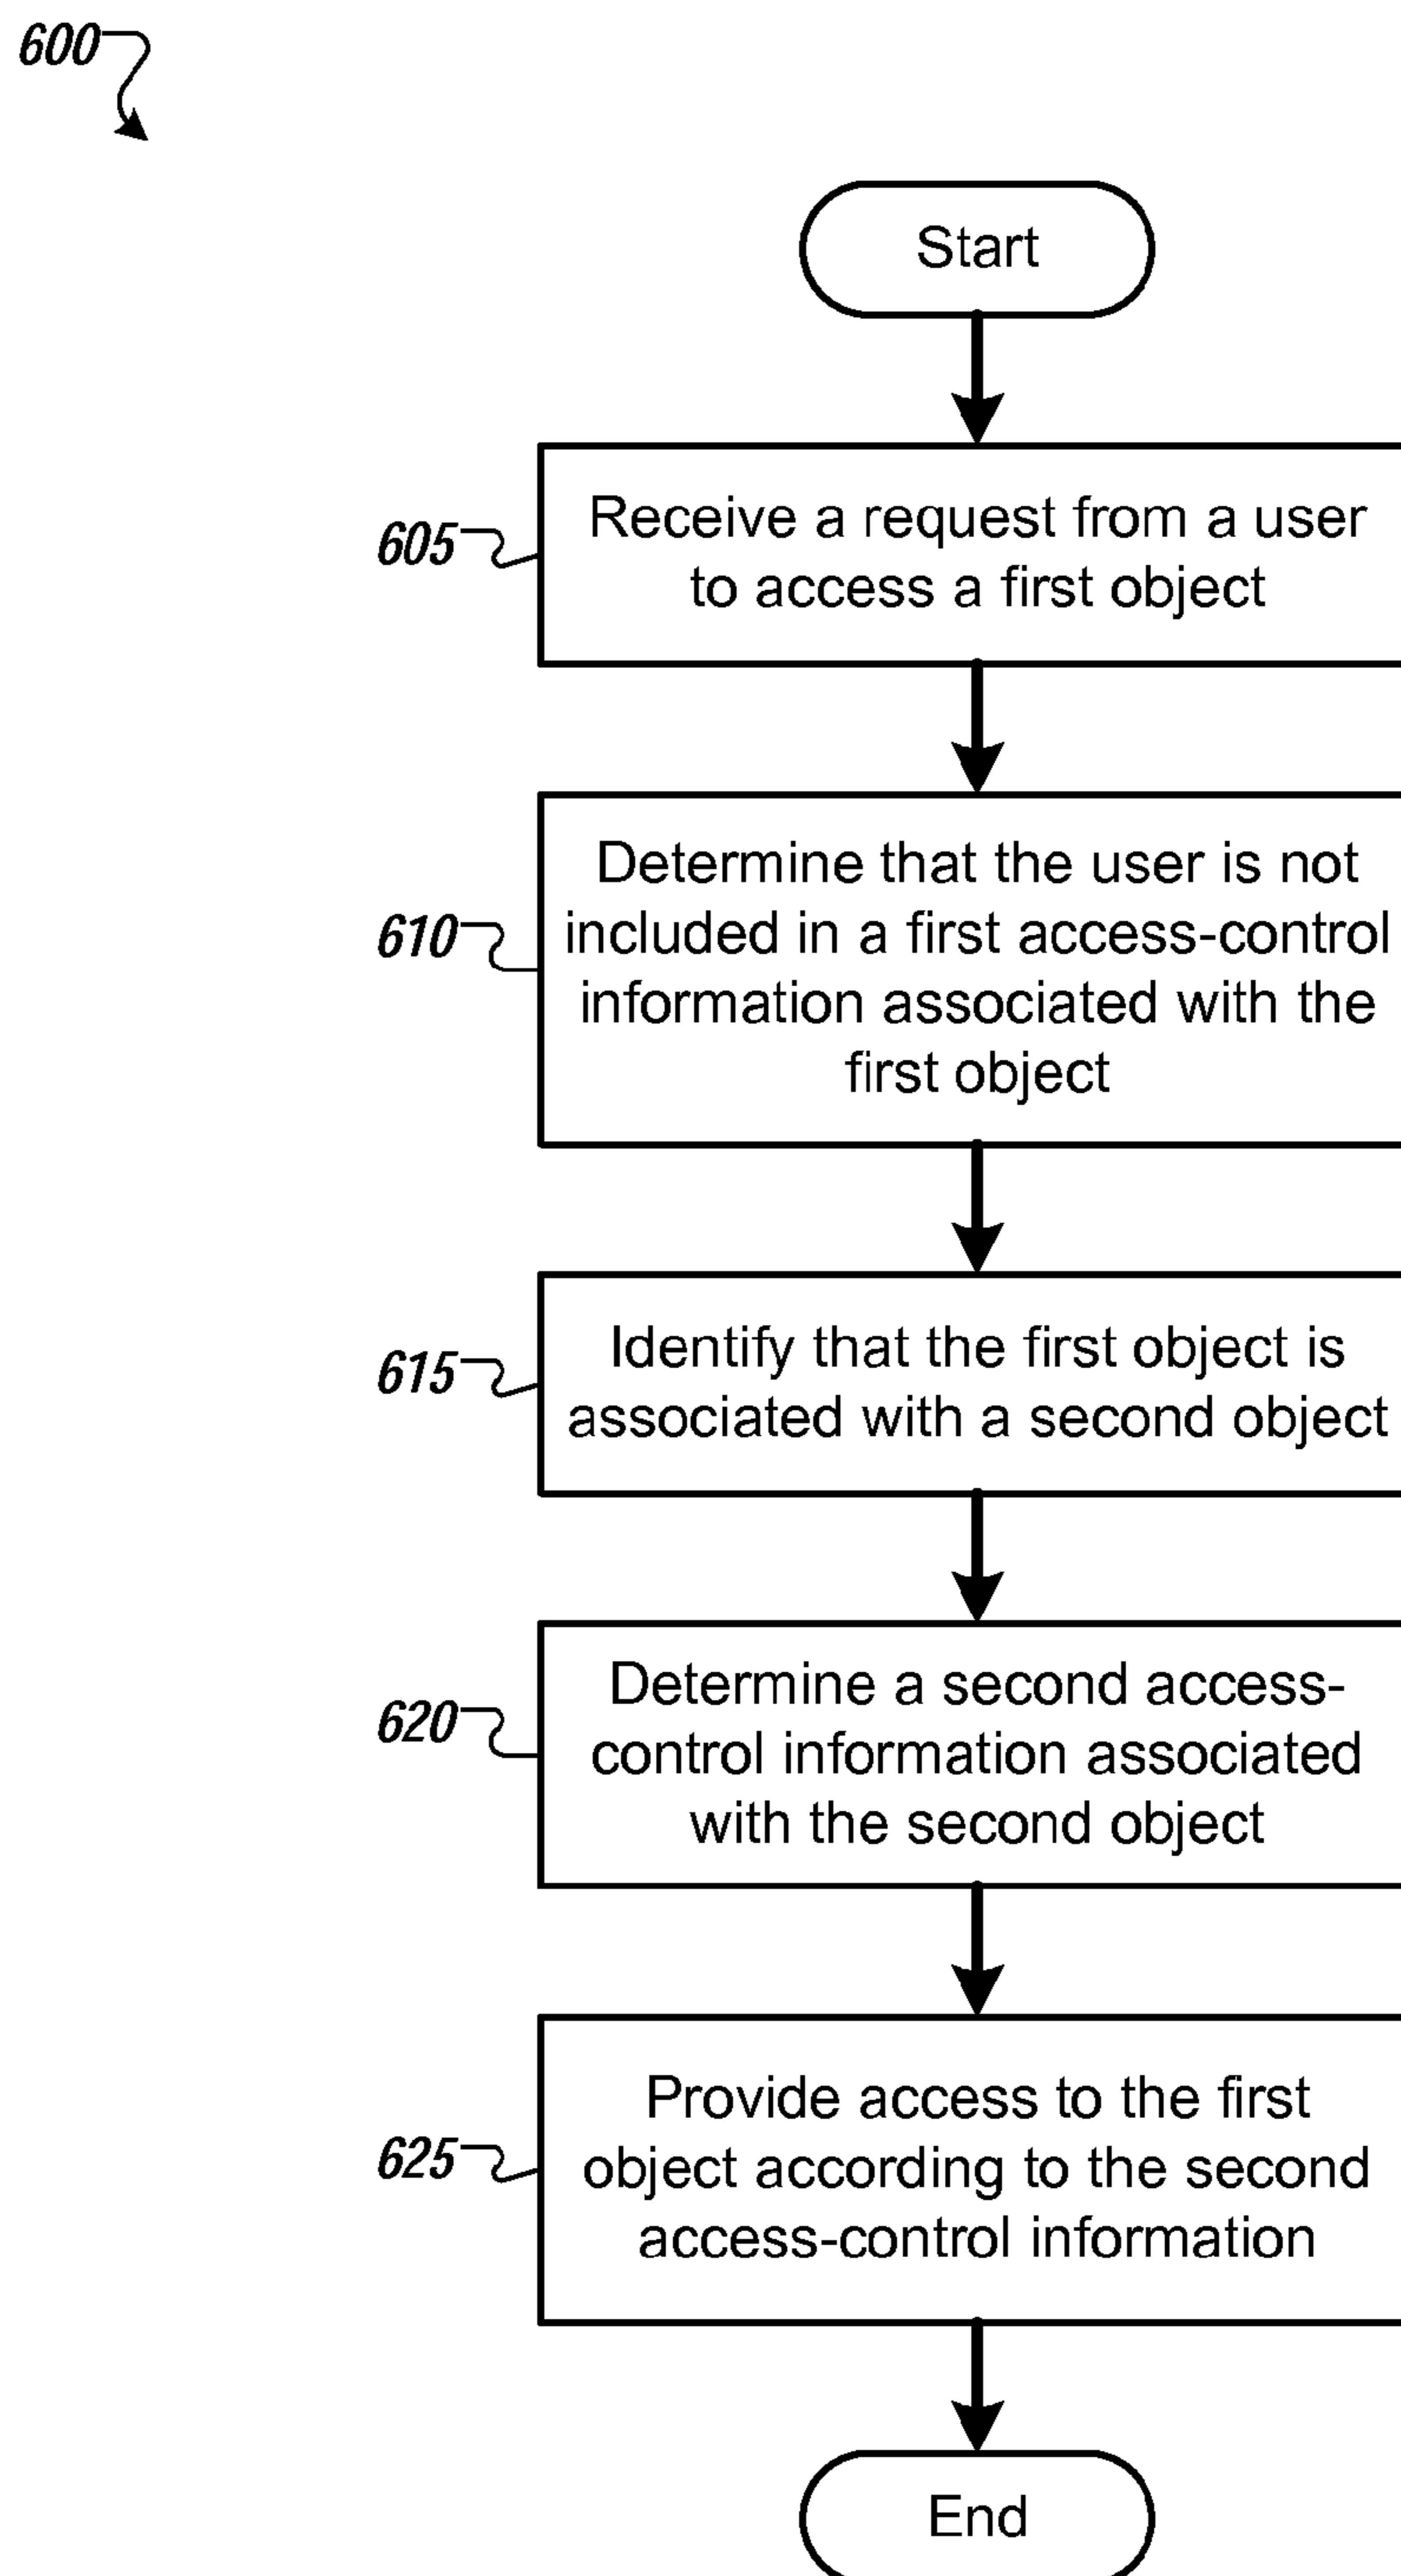 600
Start
605
Receive a request from a user
to access a first object
610
Determine that the user is not
included in a first access-control
information associated with the
first object
615
Identify that the first object is
associated with a second object
620
Determine a second access-
control information associated
with the second object
625
Provide access to the first
object according to the second
access-control information
End